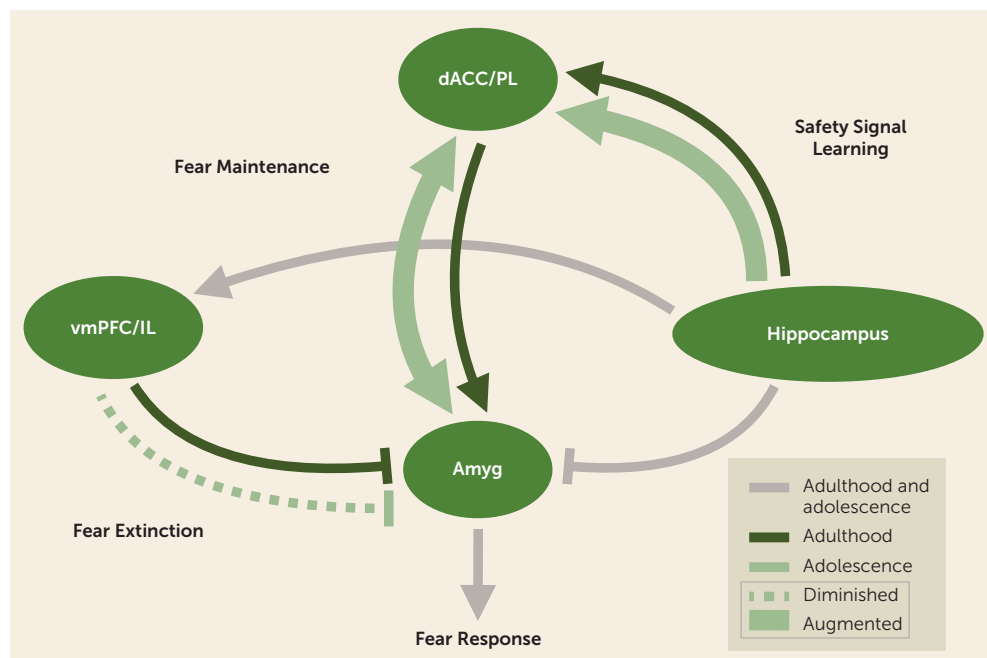 dACC/PL
Safety Signal
Learning
Fear Maintenance
vmPFC/IL
Hippocampus
Amyg
Fear Extinction
Fear Response
Adulthood and
adolescence
Adulthood
Adolescence
Diminished
Augmented